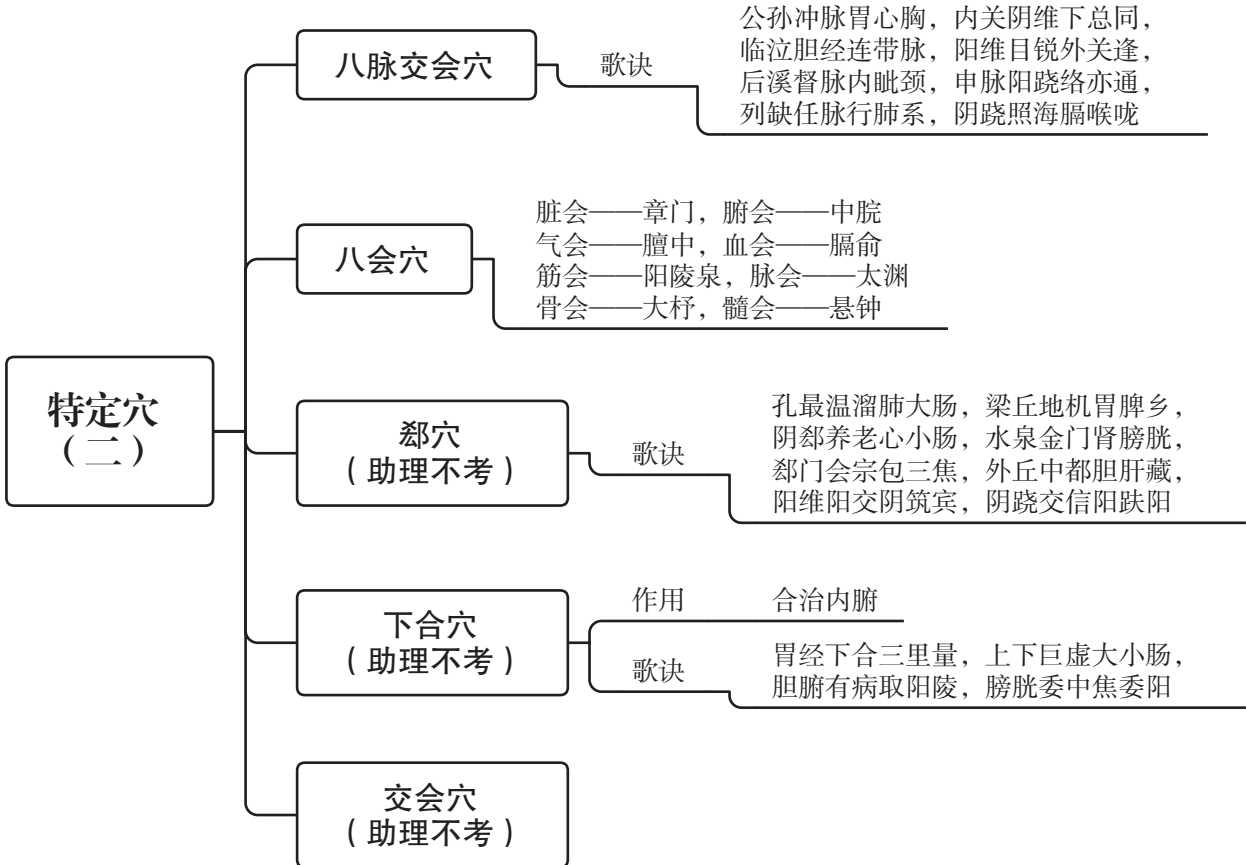 特定穴
（二）
八脉交会穴
歌诀
公孙冲脉胃心胸，内关阴维下总同，
临泣胆经连带脉，阳维目锐外关逢，
后溪督脉内眦颈，申脉阳跷络亦通，
列缺任脉行肺系，阴跷照海膈喉咙
八会穴
脏会——章门，腑会——中脘
气会——膻中，血会——膈俞
筋会——阳陵泉，脉会——太渊
骨会——大杼，髓会——悬钟
郄穴
（助理不考）
歌诀
孔最温溜肺大肠，梁丘地机胃脾乡，
阴郄养老心小肠，水泉金门肾膀胱，
郄门会宗包三焦，外丘中都胆肝藏，
阳维阳交阴筑宾，阴跷交信阳趺阳
下合穴
（助理不考）
作用
合治内腑
歌诀
胃经下合三里量，上下巨虚大小肠，
胆腑有病取阳陵，膀胱委中焦委阳
交会穴
（助理不考）